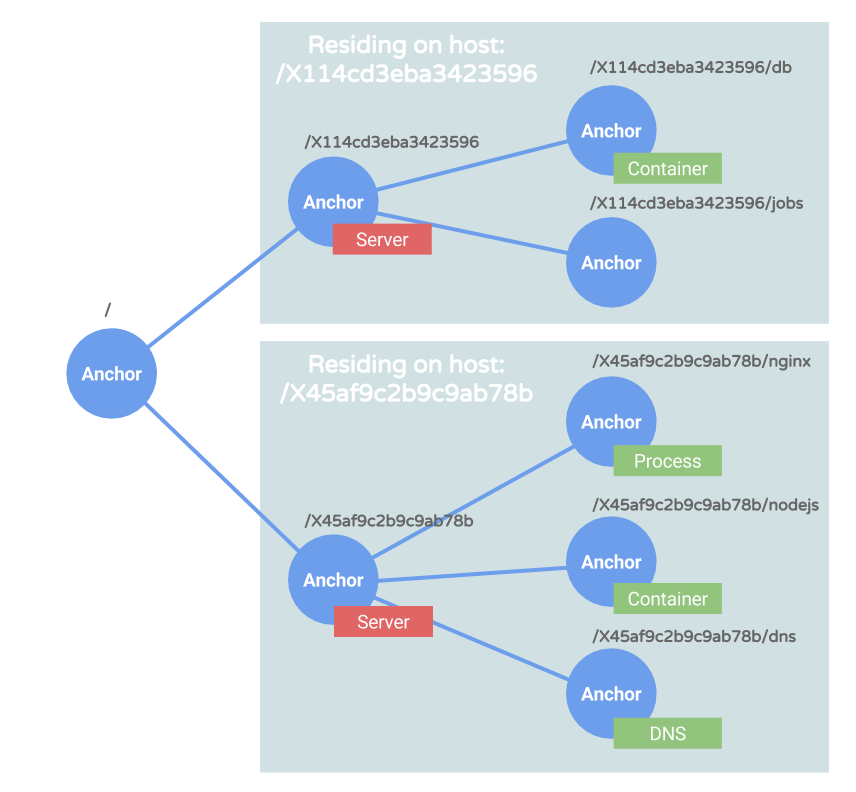 Residing on host:
/X114cd3eba3423596
/X114cd3eba3423596/db
Anchor
Container
/X114cd3eba3423596
Anchor
Server
/X114cd3eba3423596/jobs
Anchor
/
Anchor
Residing on host:
/X45af9c2b9c9ab78b
/X45af9c2b9c9ab78b/nginx
Anchor
Process
/X45af9c2b9c9ab78b
Anchor
Server
/X45af9c2b9c9ab78b/nodejs
Anchor
Container
/X45af9c2b9c9ab78b/dns
Anchor
DNS